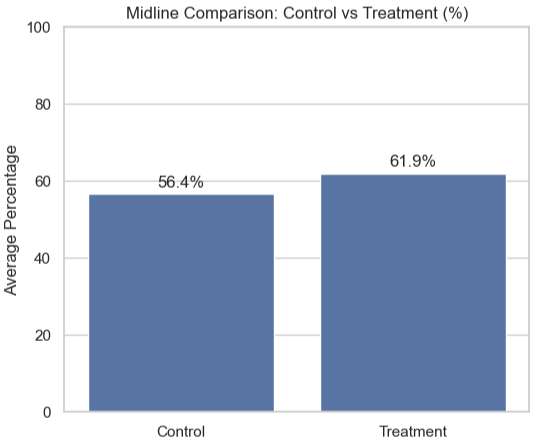 Midline Comparison: Control vs Treatment (%)
100
80
60
40
20
0
Average Percentage
56.4%
61.9%
Control
Treatment